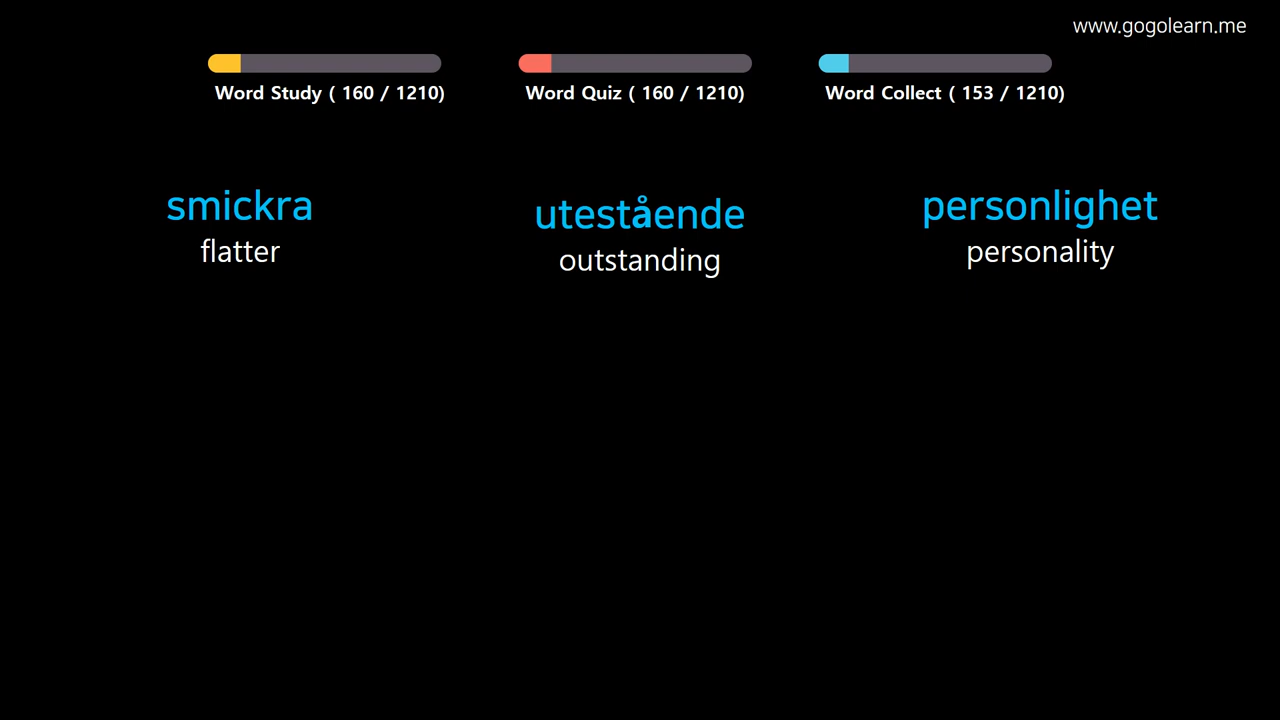 www.gogolearn.me
Word Study ( 160 / 1210)
Word Quiz ( 160 / 1210)
Word Collect ( 153 / 1210)
smickra
flatter
utestående
outstanding
personlighet
personality